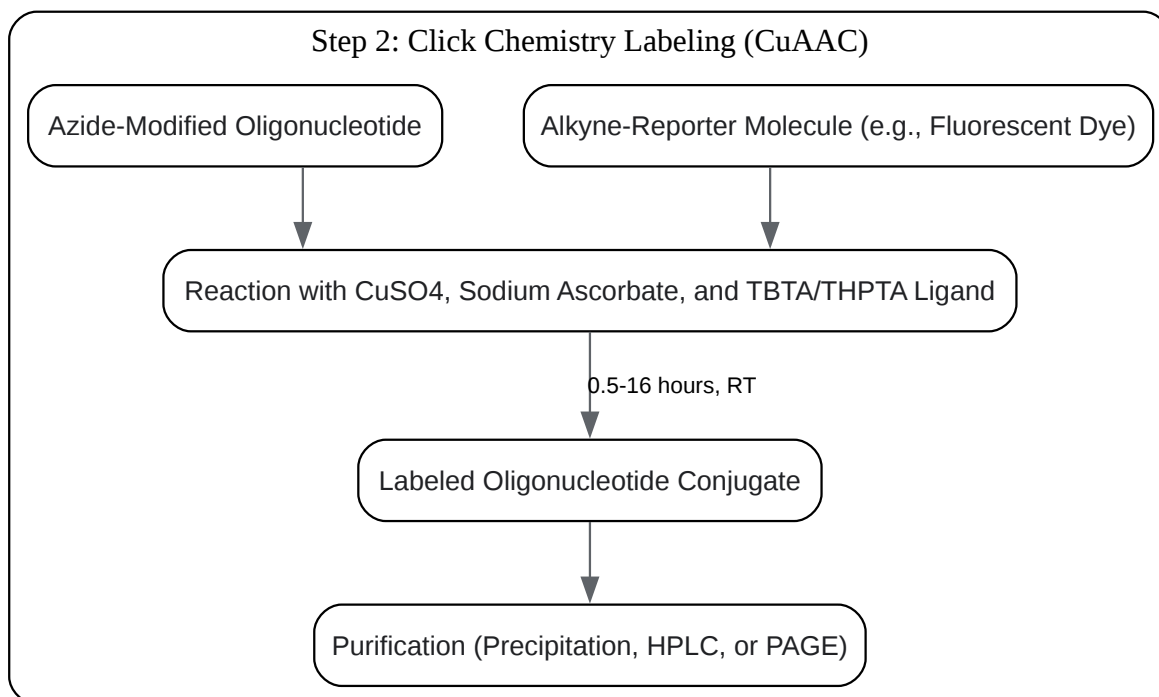 Step 2: Click Chemistry Labeling (CuAAC)
Azide-Modified Oligonucleotide
Alkyne-Reporter Molecule (e.g., Fluorescent Dye)
Reaction with CuSO4, Sodium Ascorbate, and TBTA/THPTA Ligand
0.5-16 hours, RT
Labeled Oligonucleotide Conjugate
Purification (Precipitation, HPLC, or PAGE)